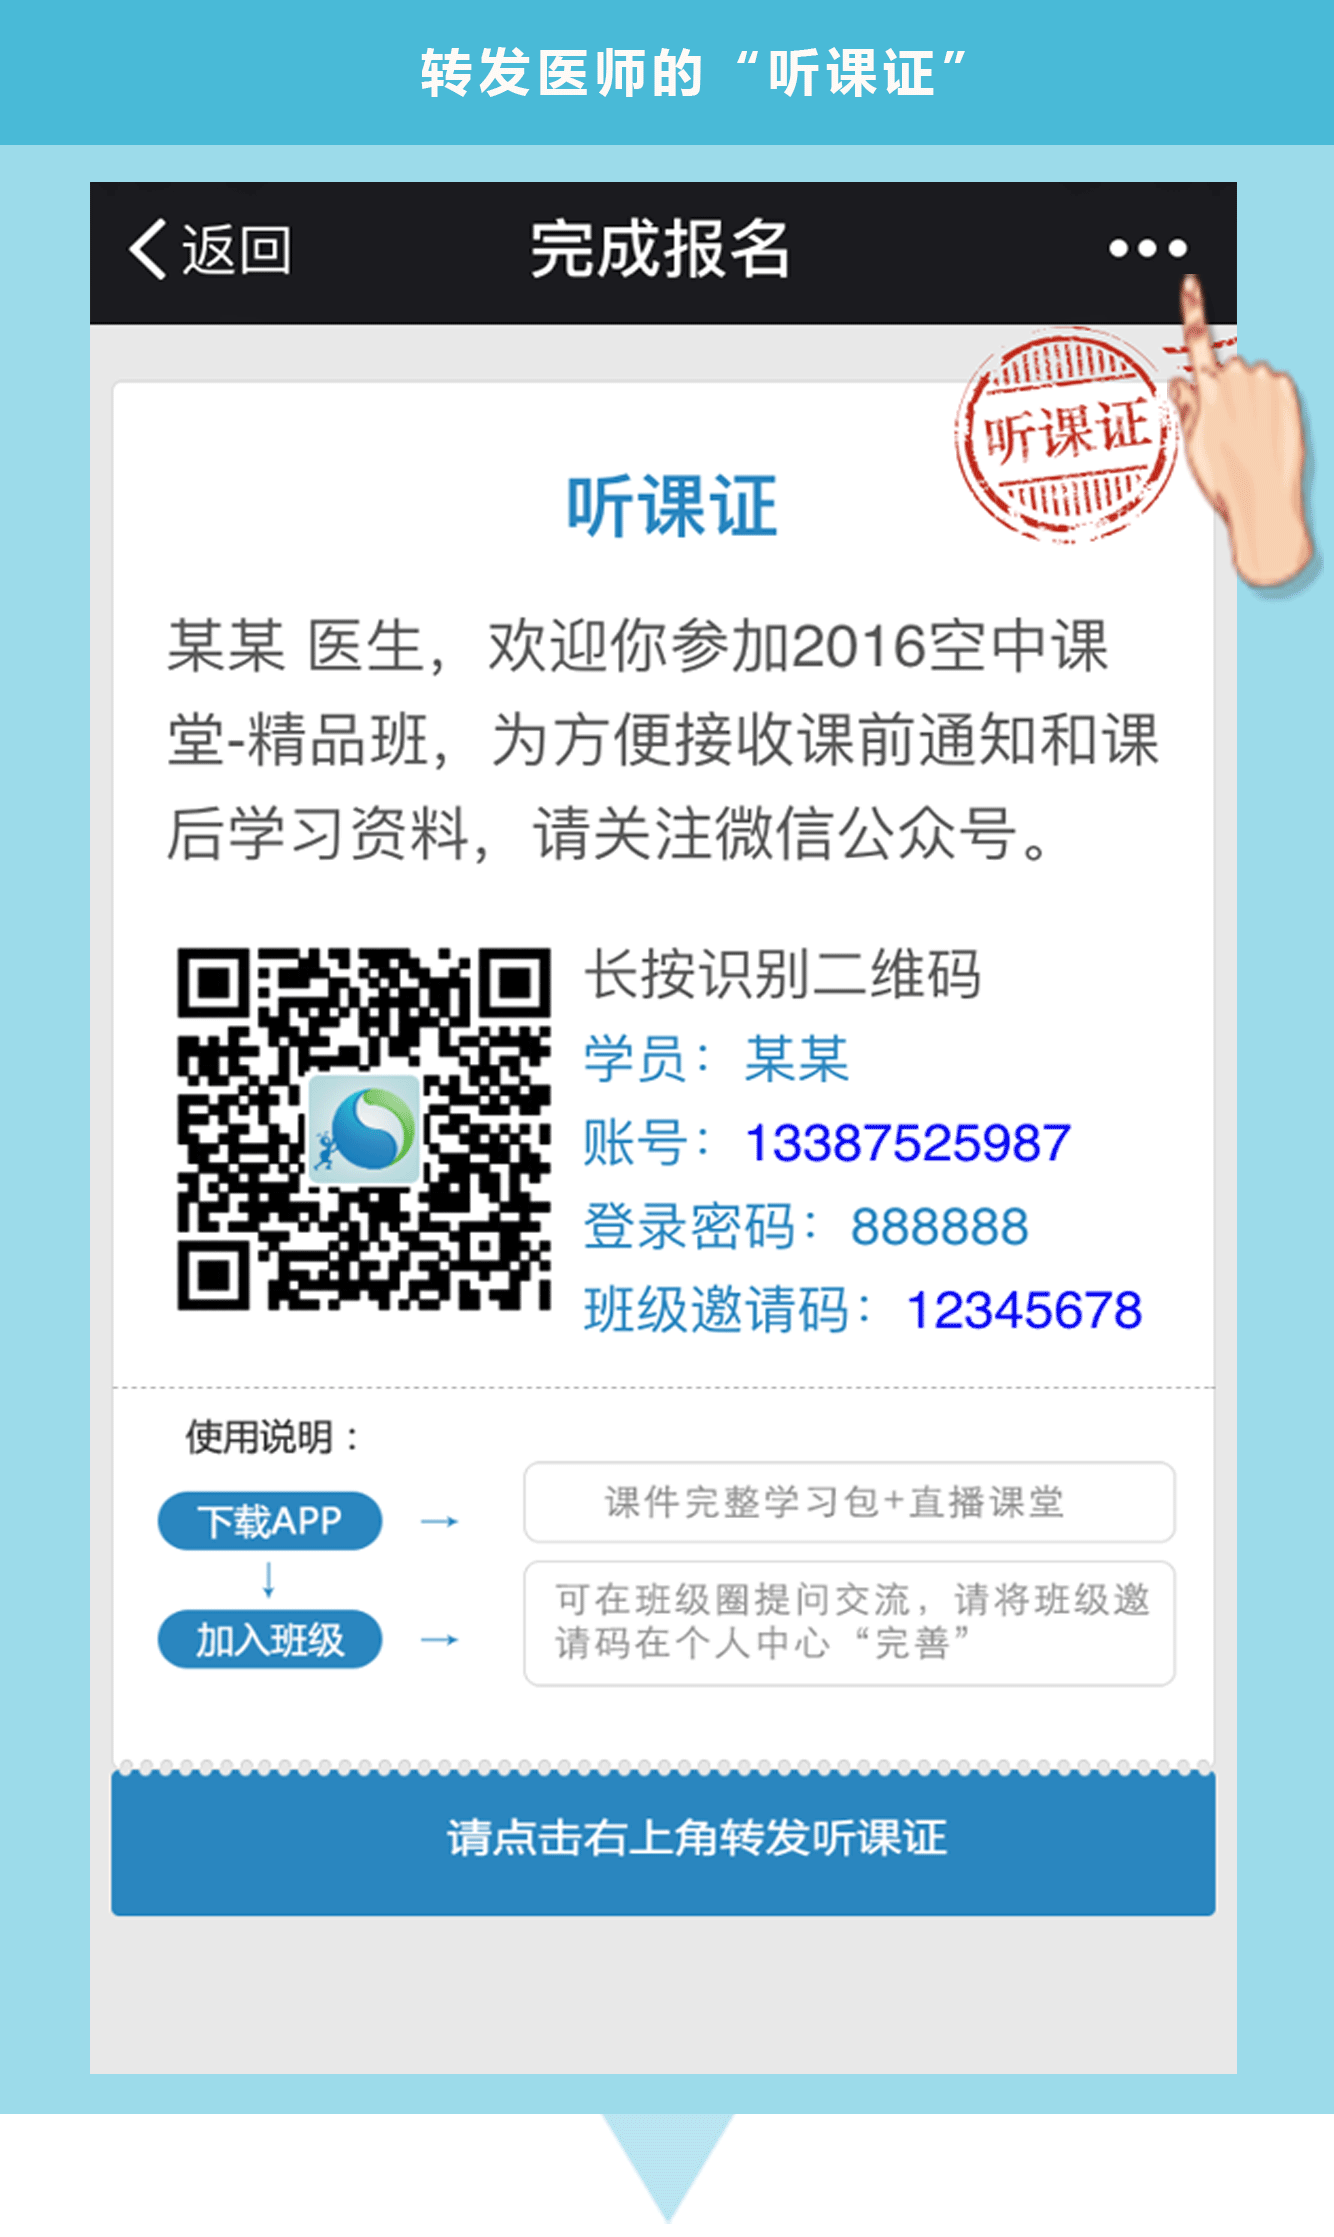 转发医师的“听课证”
返回
完成报名
听课证
听课证
某某 医生，欢迎你参加2016空中课
堂-精品班，为方便接收课前通知和课
后学习资料，请关注微信公众号。
长按识别二维码
学员：某某
账号：13387525987
登录密码：888888
班级邀请码：12345678
使用说明：
下载APP
课件完整学习包+直播课堂
加入班级
可在班级圈提问交流，请将班级邀
请码在个人中心“完善”
请点击右上角转发听课证